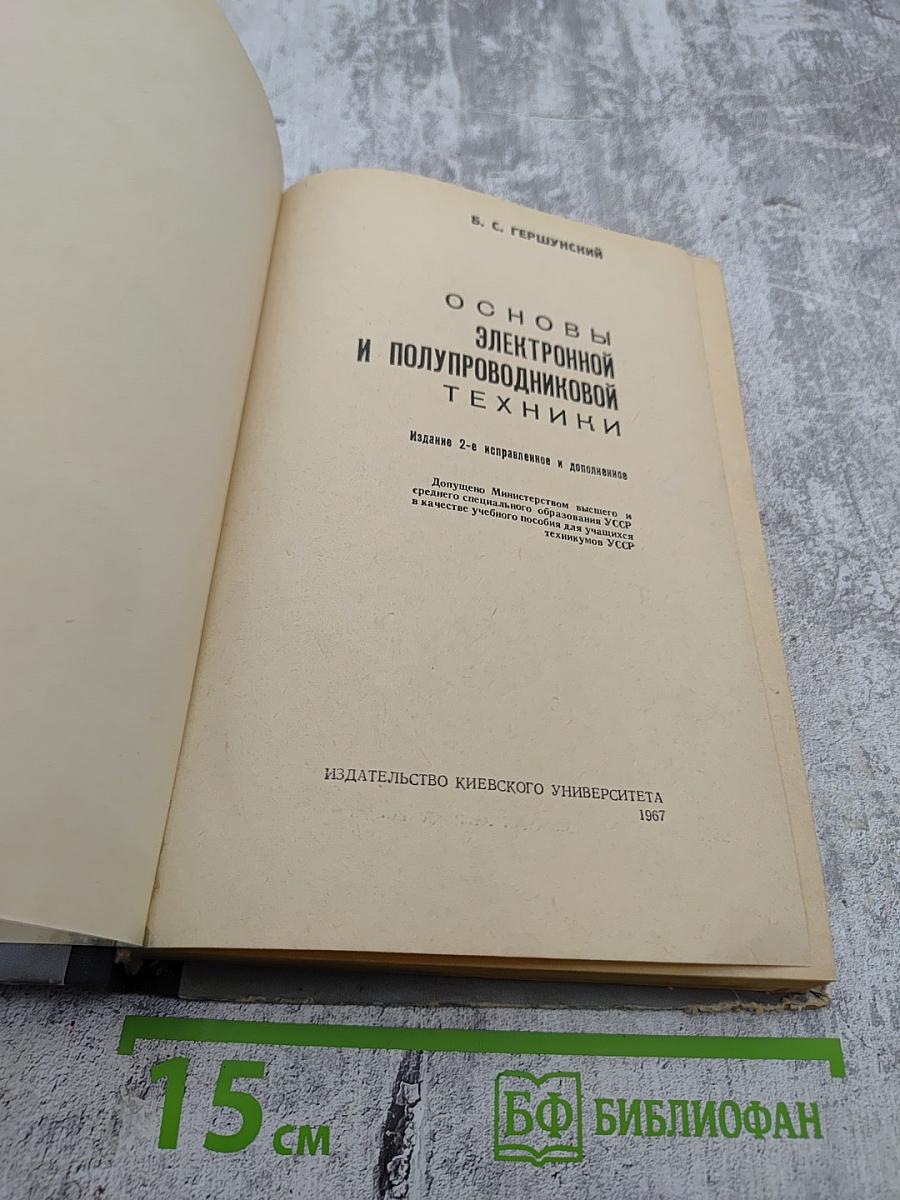 Б. С. ГЕРШУНСКИЙ
ОСНОВЫ
ЭЛЕКТРОННОЙ
И ПОЛУПРОВОДНИКОВОЙ
ТЕХНИКИ
Издание 2-е исправленное и дополненное
Допущено Министерством высшего и
среднего специального образования УССР
в качестве учебного пособия для учащихся
техникумов УССР
ИЗДАТЕЛЬСТВО КИЕВСКОГО УНИВЕРСИТЕТА
1967
15 см
БФ БИБЛИОФАН